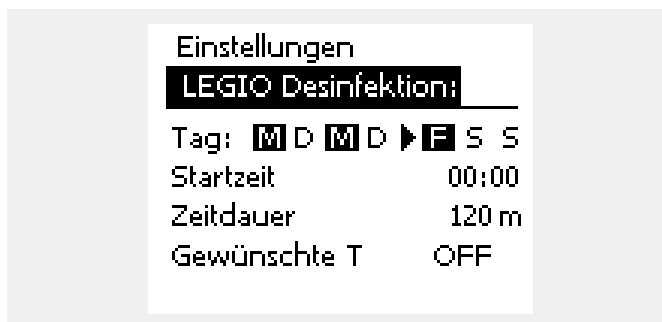 Einstellungen
LEGIO Desinfektion:
Tag: M D M D ▶ F S S
Startzeit 00:00
Zeitdauer 120 m
Gewünschte T OFF